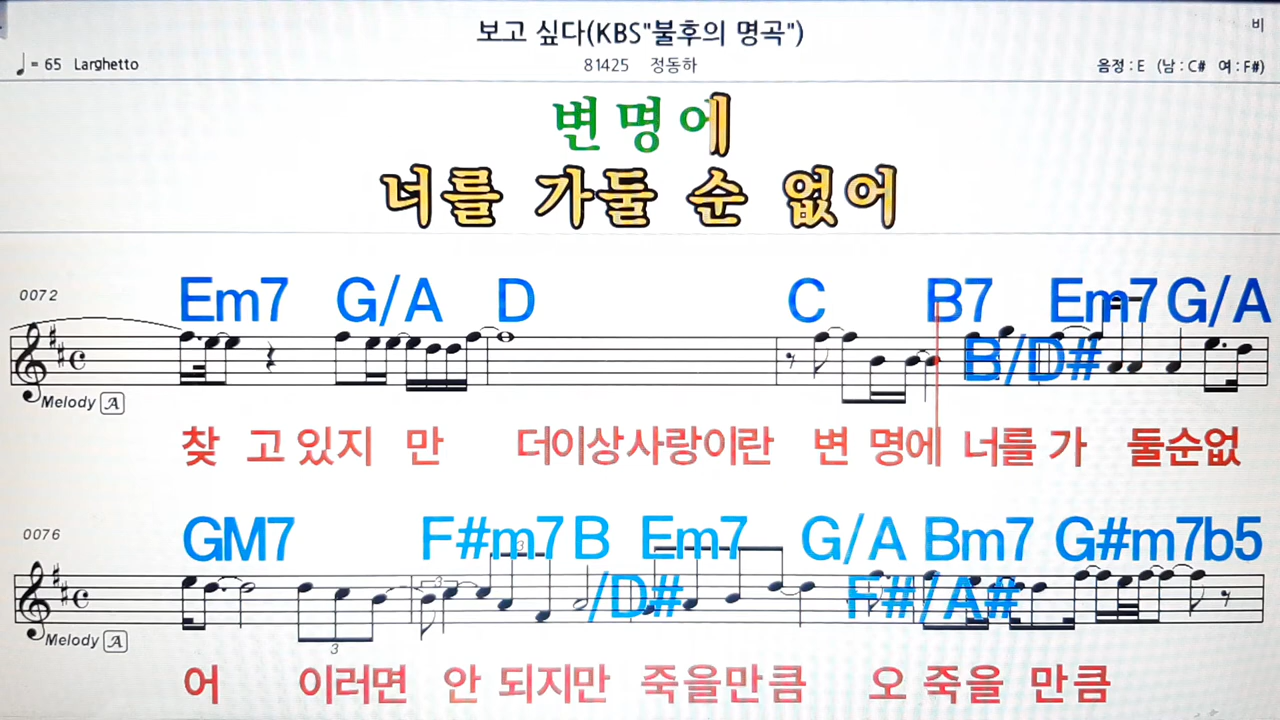 보고 싶다(KBS"불후의 명곡")
비
♩= 65 Larghetto
81425 정동하
음정 : E (남 : C# 여 : F#)
변명에
너를 가둘 순 없어
0072
Em7 G/A D C B7 Em7 G/A
B/D#
Melody A
찾 고 있지 만 더이상사랑이란 변 명에 너를 가 둘순없
0076
GM7 F#m7 B Em7 G/A Bm7 G#m7b5
3 3
/D# F#/A#
Melody A
3
어 이러면 안 되지만 죽을만큼 오 죽을 만큼